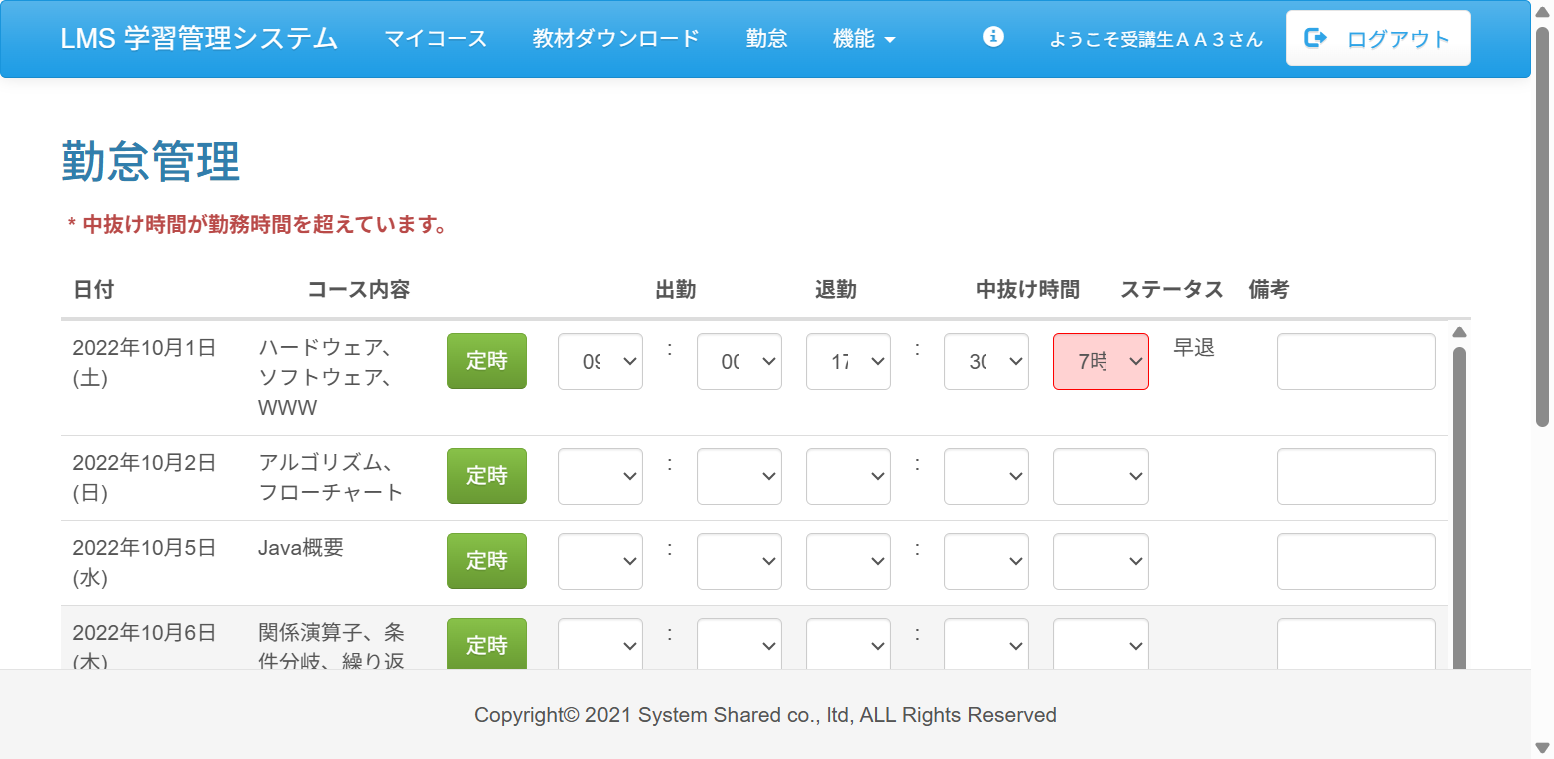 LMS 学習管理システム マイコース 教材ダウンロード 勤怠 機能 ようこそ受講生ＡＡ３さん ログアウト
勤怠管理
* 中抜け時間が勤務時間を超えています。
日付 コース内容 出勤 退勤 中抜け時間 ステータス 備考
2022年10月1日 ハードウェア、 定時 09 : 00 17 : 30 7時 早退
(土) ソフトウェア、
WWW
2022年10月2日 アルゴリズム、 定時 : :
(日) フローチャート
2022年10月5日 Java概要 定時 : :
(水)
2022年10月6日 関係演算子、条 定時 : :
(木) 件分岐、繰り返
Copyright© 2021 System Shared co., ltd, ALL Rights Reserved